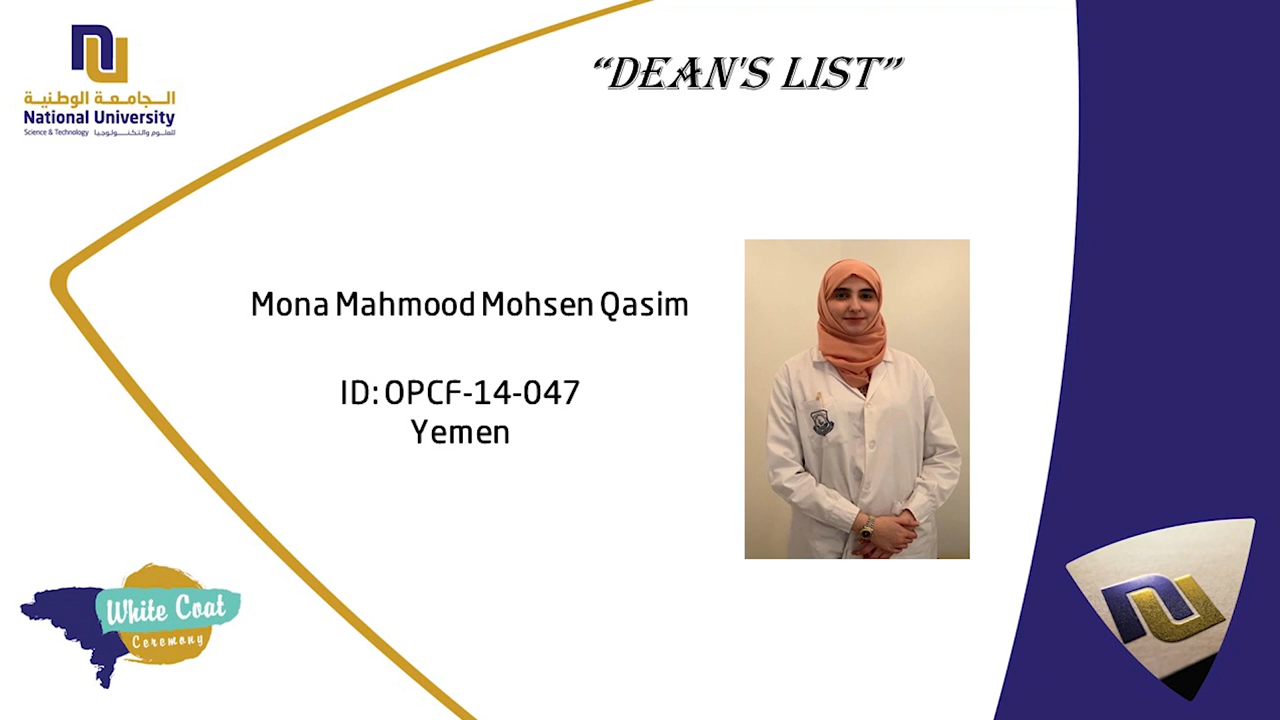 الجامعة الوطنية
National University
Science & Technology للعلوم والتكنولوجيا
“DEAN'S LIST”
Mona Mahmood Mohsen Qasim
ID: OPCF-14-047
Yemen
White Coat
Ceremony